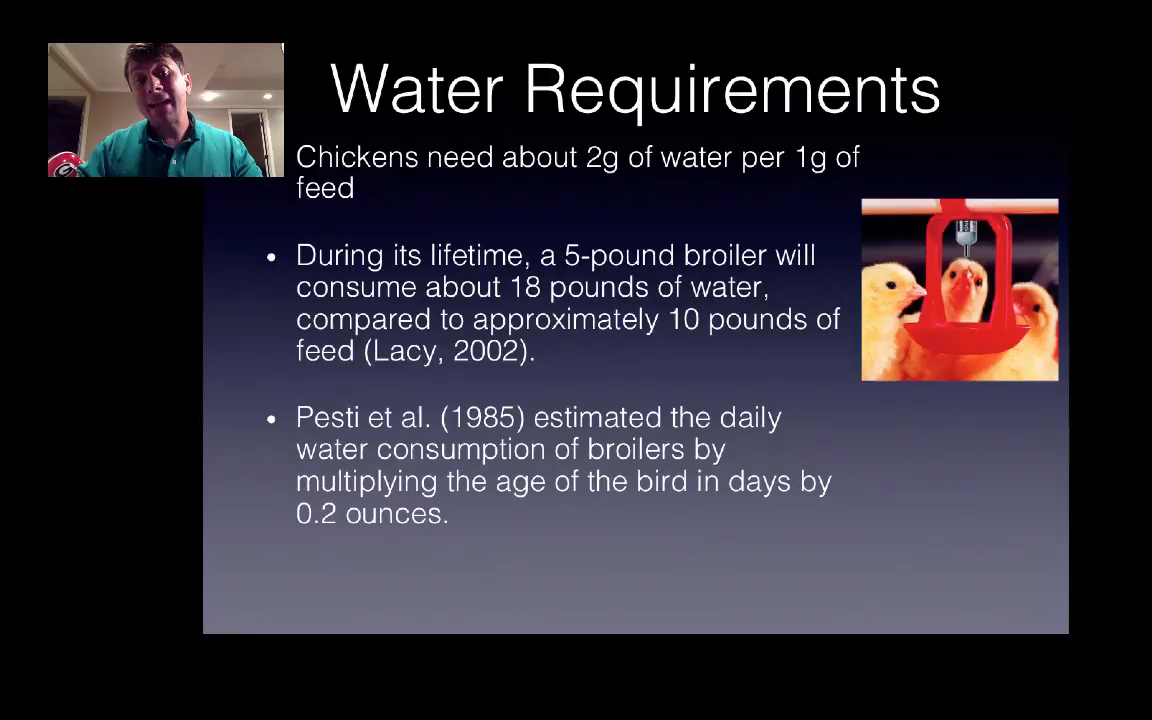 Water Requirements
Chickens need about 2g of water per 1g of
feed
• During its lifetime, a 5-pound broiler will
consume about 18 pounds of water,
compared to approximately 10 pounds of
feed (Lacy, 2002).
• Pesti et al. (1985) estimated the daily
water consumption of broilers by
multiplying the age of the bird in days by
0.2 ounces.
G